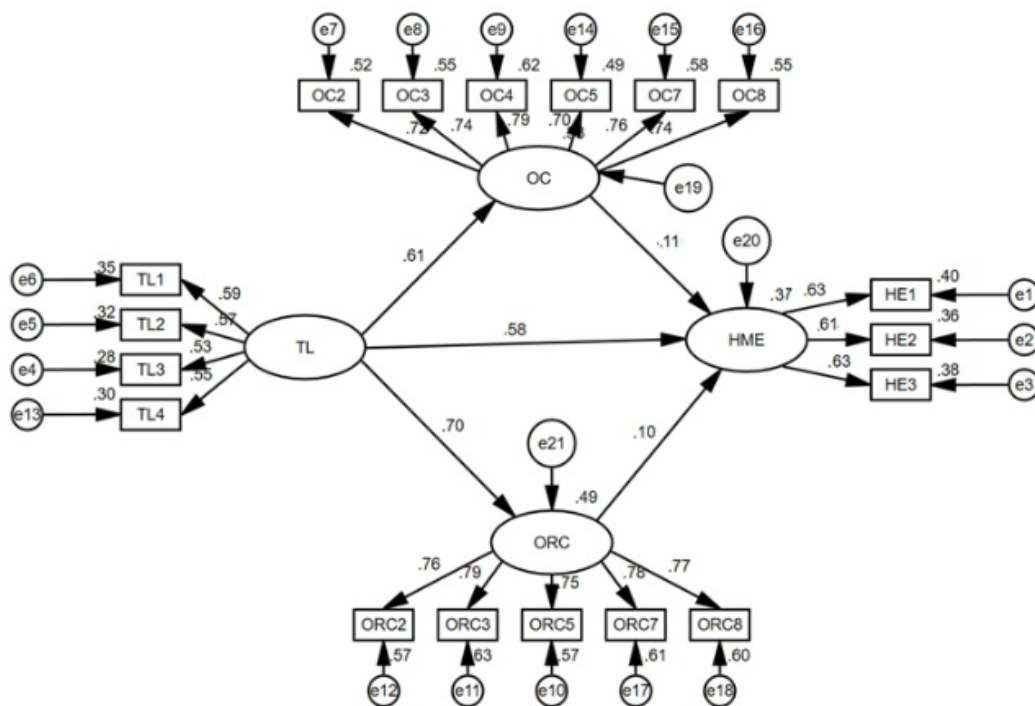 e7 e8 e9 e14 e15 e16
.52 .55 .62 .49 .58 .55
OC2 OC3 OC4 OC5 OC7 OC8
.72 .74 .79 .70 .76 .74
OC
e19
.61
.11
e20
e6 .35 TL1
.59
e5 .32 TL2
.57
e4 .28 TL3
.53
e13 .30 TL4
.55
TL
.58
HME
.37
.63 HE1 .40 e1
.61 HE2 .36 e2
.63 HE3 .38 e3
.70
.10
e21
.49
ORC
.76 .79 .75 .78 .77
ORC2 ORC3 ORC5 ORC7 ORC8
.57 .63 .57 .61 .60
e12 e11 e10 e17 e18